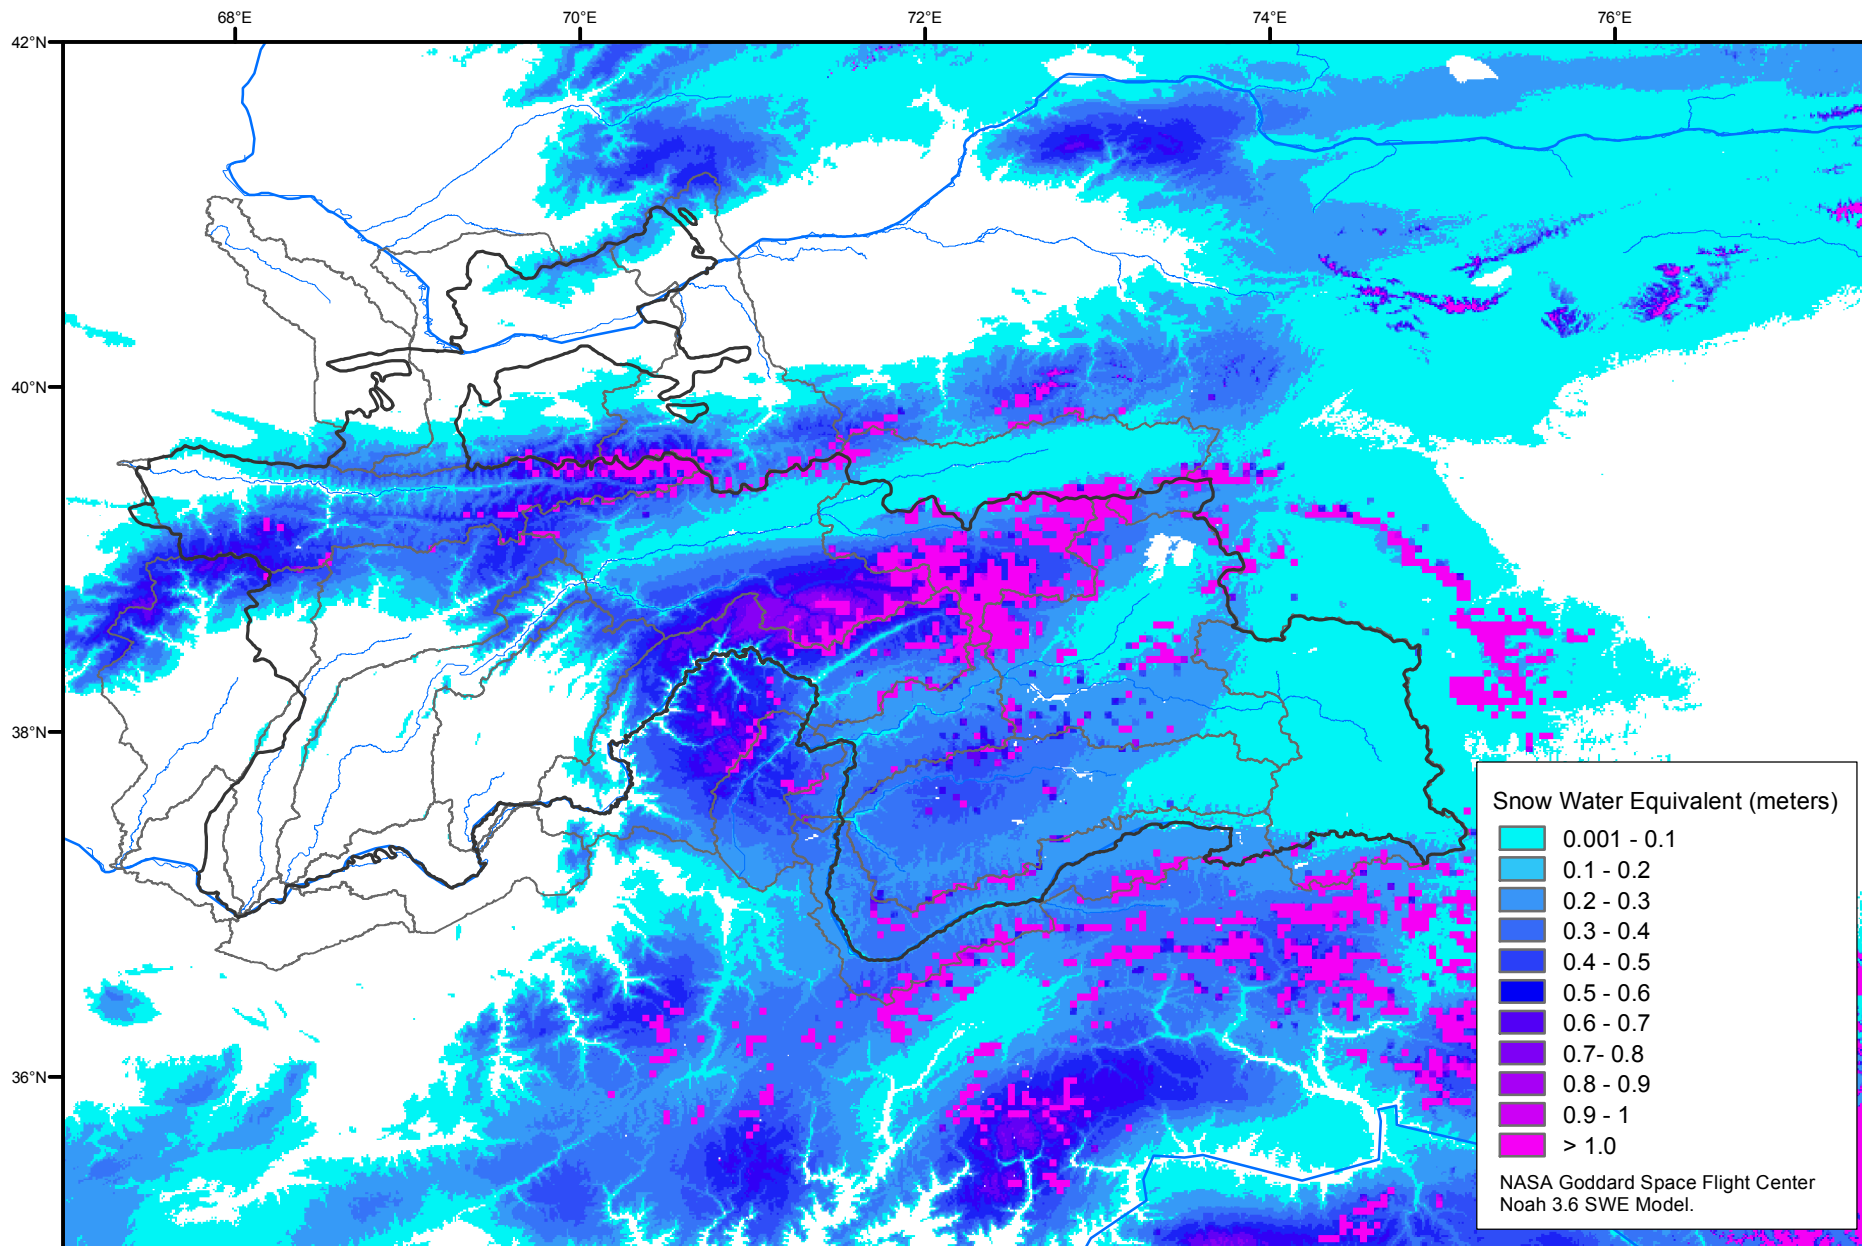 68°E 70°E 72°E 74°E 76°E
42°N
40°N
38°N
36°N
Snow Water Equivalent (meters)
0.001 - 0.1
0.1 - 0.2
0.2 - 0.3
0.3 - 0.4
0.4 - 0.5
0.5 - 0.6
0.6 - 0.7
0.7- 0.8
0.8 - 0.9
0.9 - 1
> 1.0
NASA Goddard Space Flight Center
Noah 3.6 SWE Model.